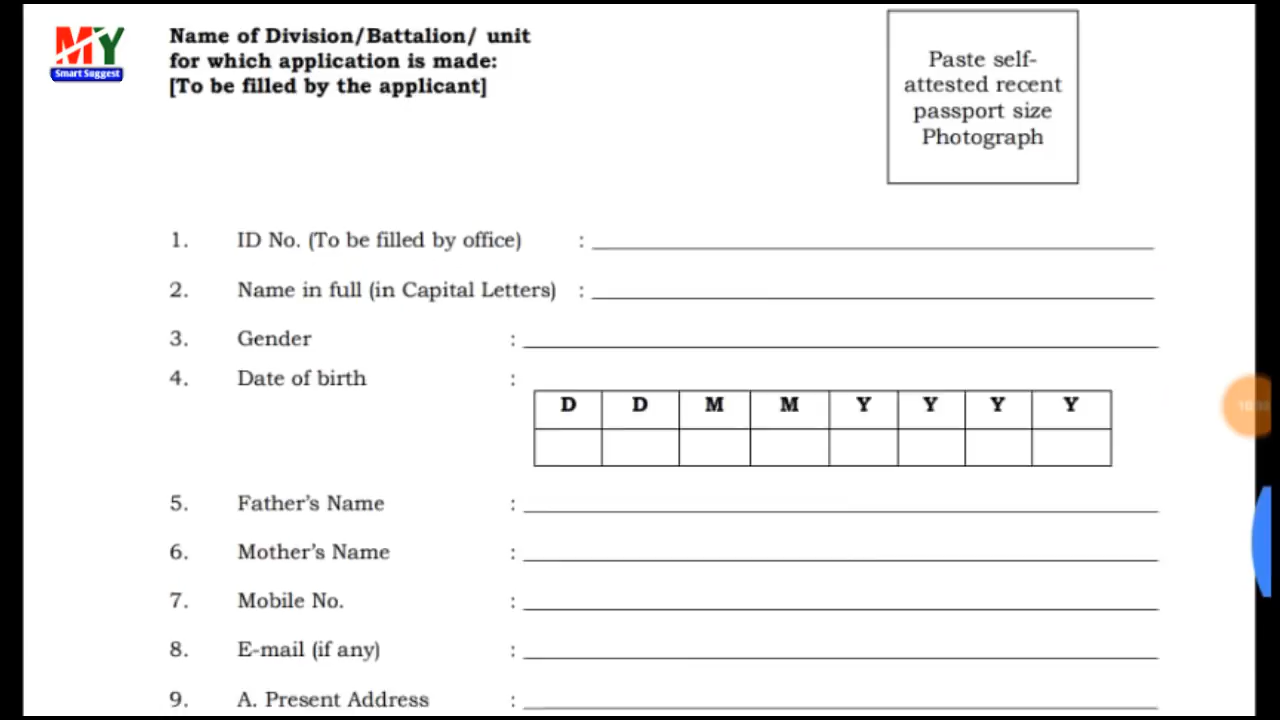 MY
Smart Suggest
Name of Division/Battalion/ unit
for which application is made:
[To be filled by the applicant]
Paste self-
attested recent
passport size
Photograph
1. ID No. (To be filled by office) :
2. Name in full (in Capital Letters) :
3. Gender :
4. Date of birth :
D D M M Y Y Y Y
5. Father's Name :
6. Mother's Name :
7. Mobile No. :
8. E-mail (if any) :
9. A. Present Address :